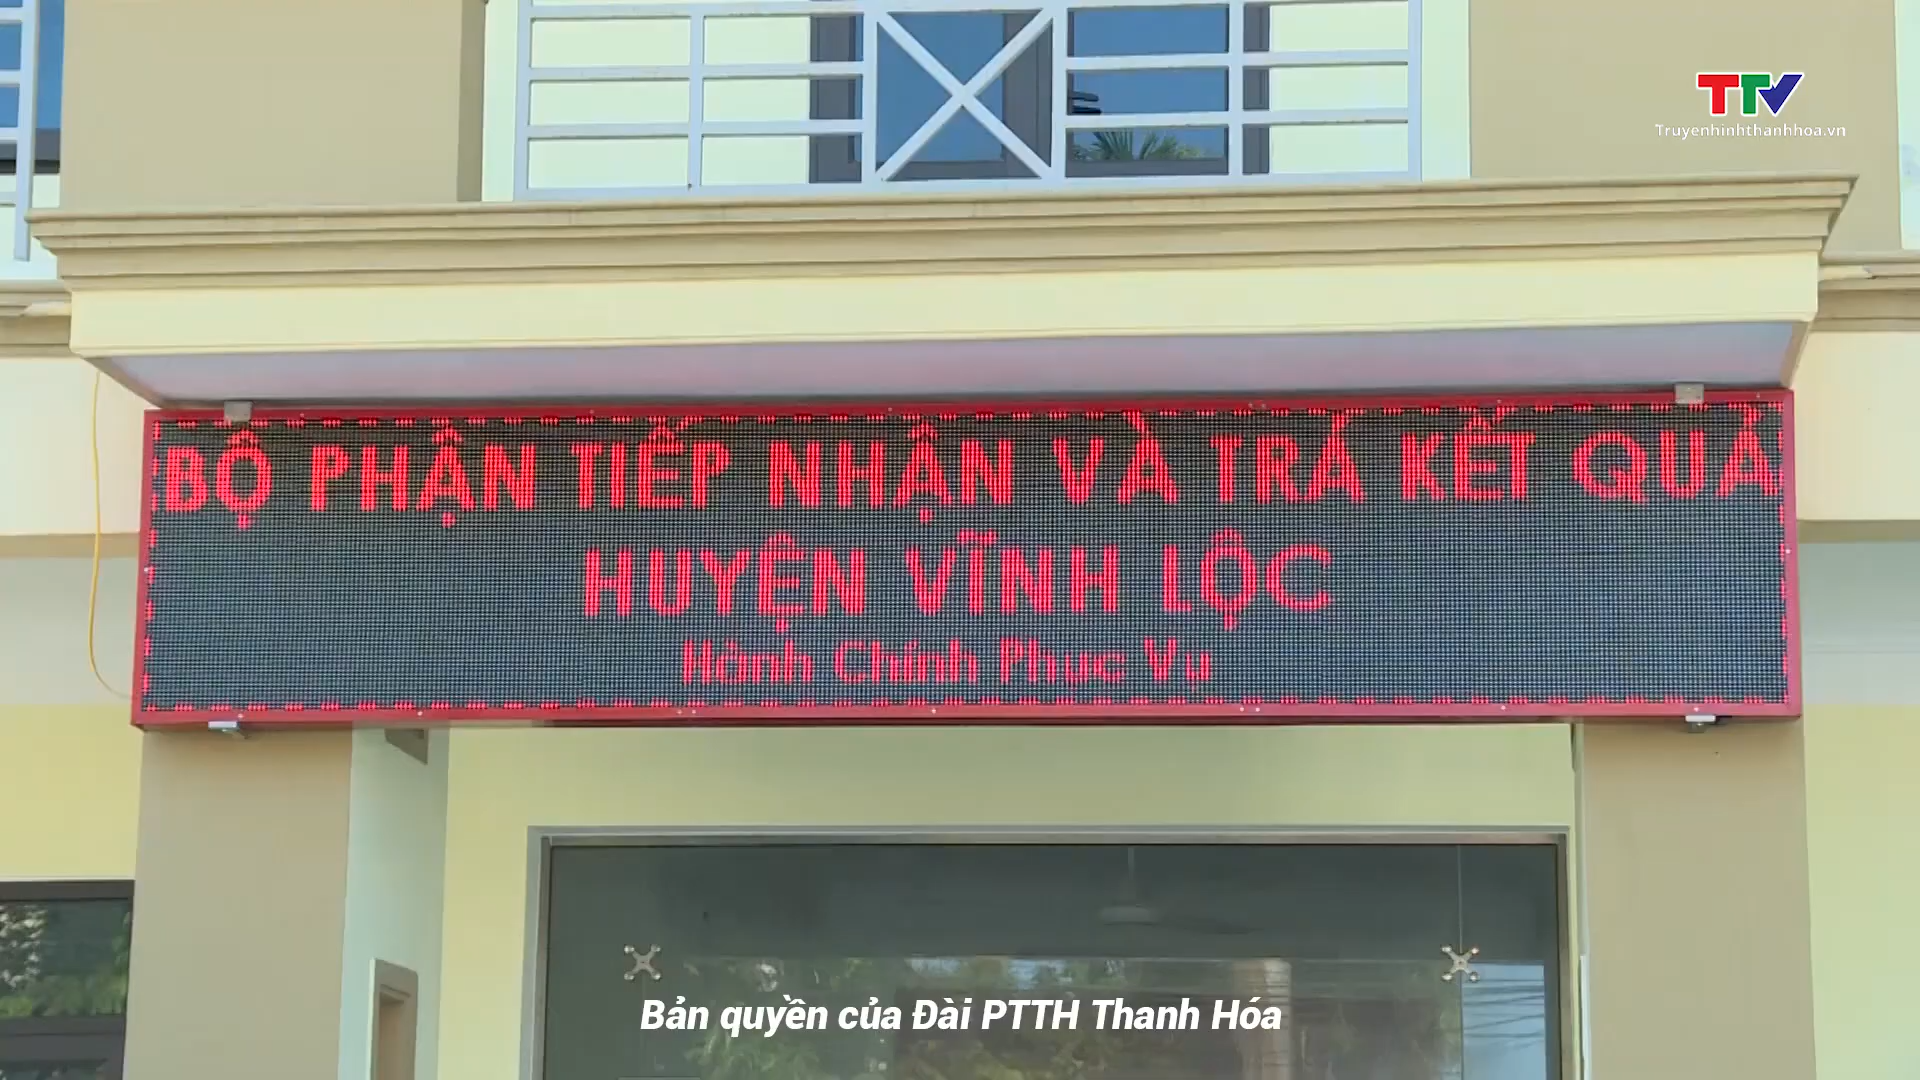 TTV
Truyenhinhthanhhoa.vn
BỘ PHẬN TIẾP NHẬN VÀ TRẢ KẾT QUẢ
HUYỆN VĨNH LỘC
Hành Chính Phục Vụ
Bản quyền của Đài PTTH Thanh Hóa